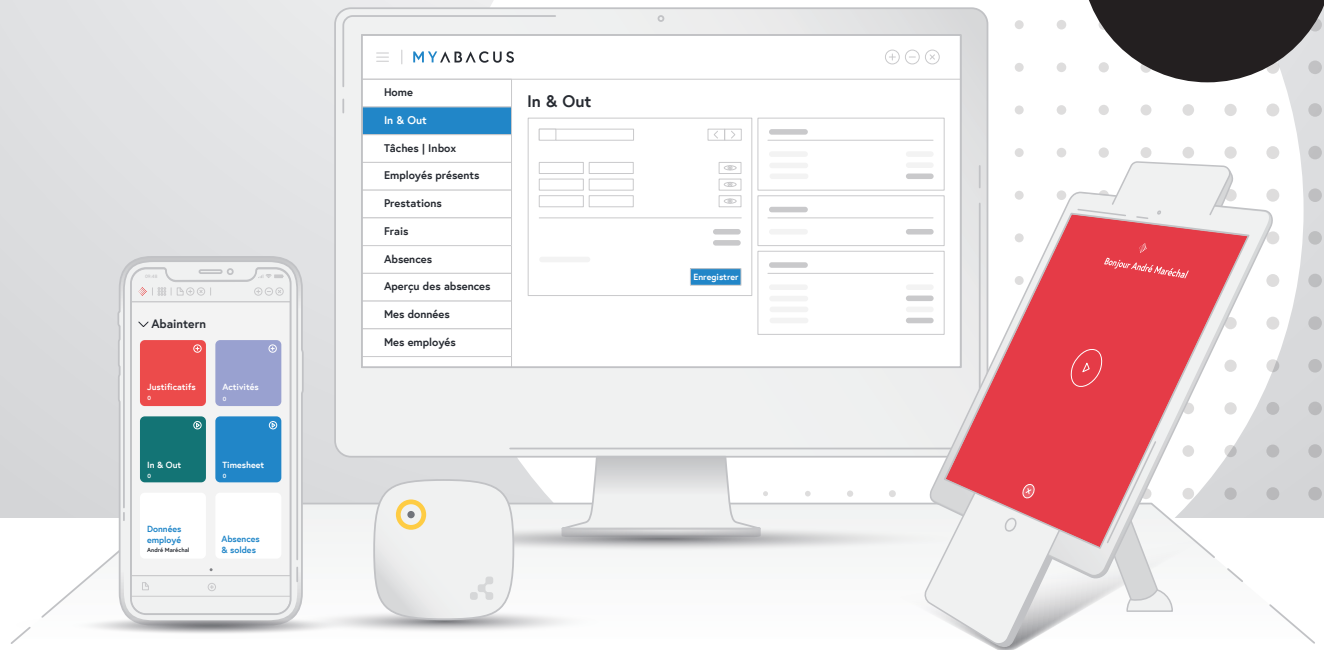 MYABACUS
Home
In & Out
Tâches | Inbox
Employés présents
Prestations
Frais
Absences
Aperçu des absences
Mes données
Mes employés
In & Out
Enregistrer
Abaintern
Justificatifs
0
Activités
0
In & Out
0
Timesheet
0
Données
employé
André Maréchal
Absences
& soldes
Bonjour André Maréchal